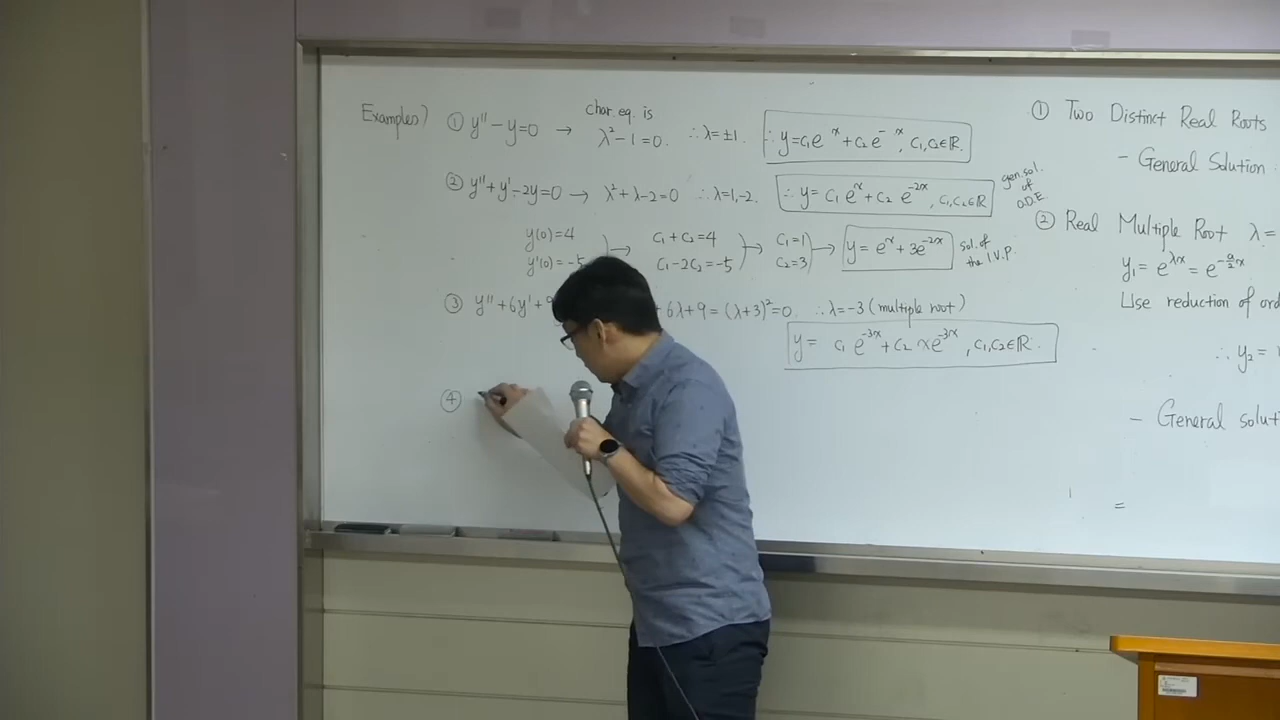 Examples)
char. eq. is
① y'' - y = 0 → λ² - 1 = 0. ∴ λ = ±1. ∴ y = c₁e^x + c₂e^-x, c₁, c₂ ∈ ℝ.
② y'' + y' - 2y = 0 → λ² + λ - 2 = 0 ∴ λ = 1, -2. ∴ y = c₁e^x + c₂e^-2x, c₁, c₂ ∈ ℝ
gen. sol. of O.D.E
y(0) = 4
y'(0) = -5
→
c₁ + c₂ = 4
c₁ - 2c₂ = -5
→
c₁ = 1
c₂ = 3
→ y = e^x + 3e^-2x
sol. of the I.V.P.
③ y'' + 6y' + 9 + 6λ + 9 = (λ + 3)² = 0 ∴ λ = -3 (multiple root)
y = c₁e^-3x + c₂xe^-3x, c₁, c₂ ∈ ℝ.
④
① Two Distinct Real Roots
- General Solution
② Real Multiple Root λ =
y₁ = e^λx = e^-a/2 x
Use reduction of
∴ y₂ =
- General
=